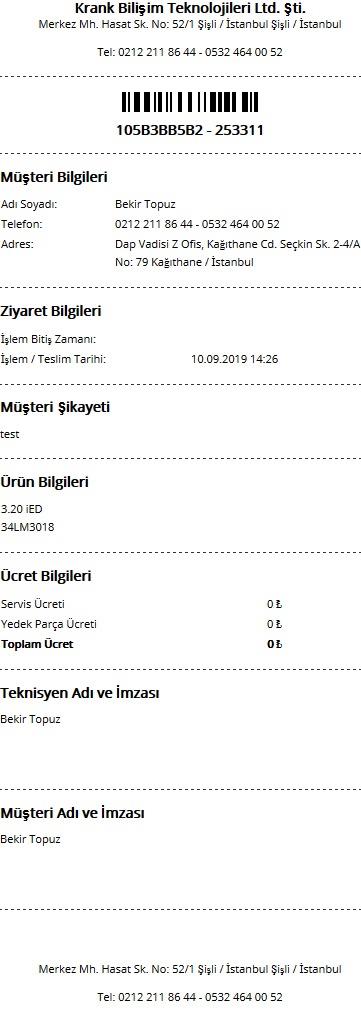 Krank Bilişim Teknolojileri Ltd. Şti.
Merkez Mh. Hasat Sk. No: 52/1 Şişli / İstanbul Şişli / İstanbul
Tel: 0212 211 86 44 - 0532 464 00 52
105B3BB5B2 - 253311
Müşteri Bilgileri
Adı Soyadı: Bekir Topuz
Telefon: 0212 211 86 44 - 0532 464 00 52
Adres: Dap Vadisi Z Ofis, Kağıthane Cd. Seçkin Sk. 2-4/A
No: 79 Kağıthane / İstanbul
Ziyaret Bilgileri
İşlem Bitiş Zamanı:
İşlem / Teslim Tarihi: 10.09.2019 14:26
Müşteri Şikayeti
test
Ürün Bilgileri
3.20 iED
34LM3018
Ücret Bilgileri
Servis Ücreti 0 ₺
Yedek Parça Ücreti 0 ₺
Toplam Ücret 0 ₺
Teknisyen Adı ve İmzası
Bekir Topuz
Müşteri Adı ve İmzası
Bekir Topuz
Merkez Mh. Hasat Sk. No: 52/1 Şişli / İstanbul Şişli / İstanbul
Tel: 0212 211 86 44 - 0532 464 00 52